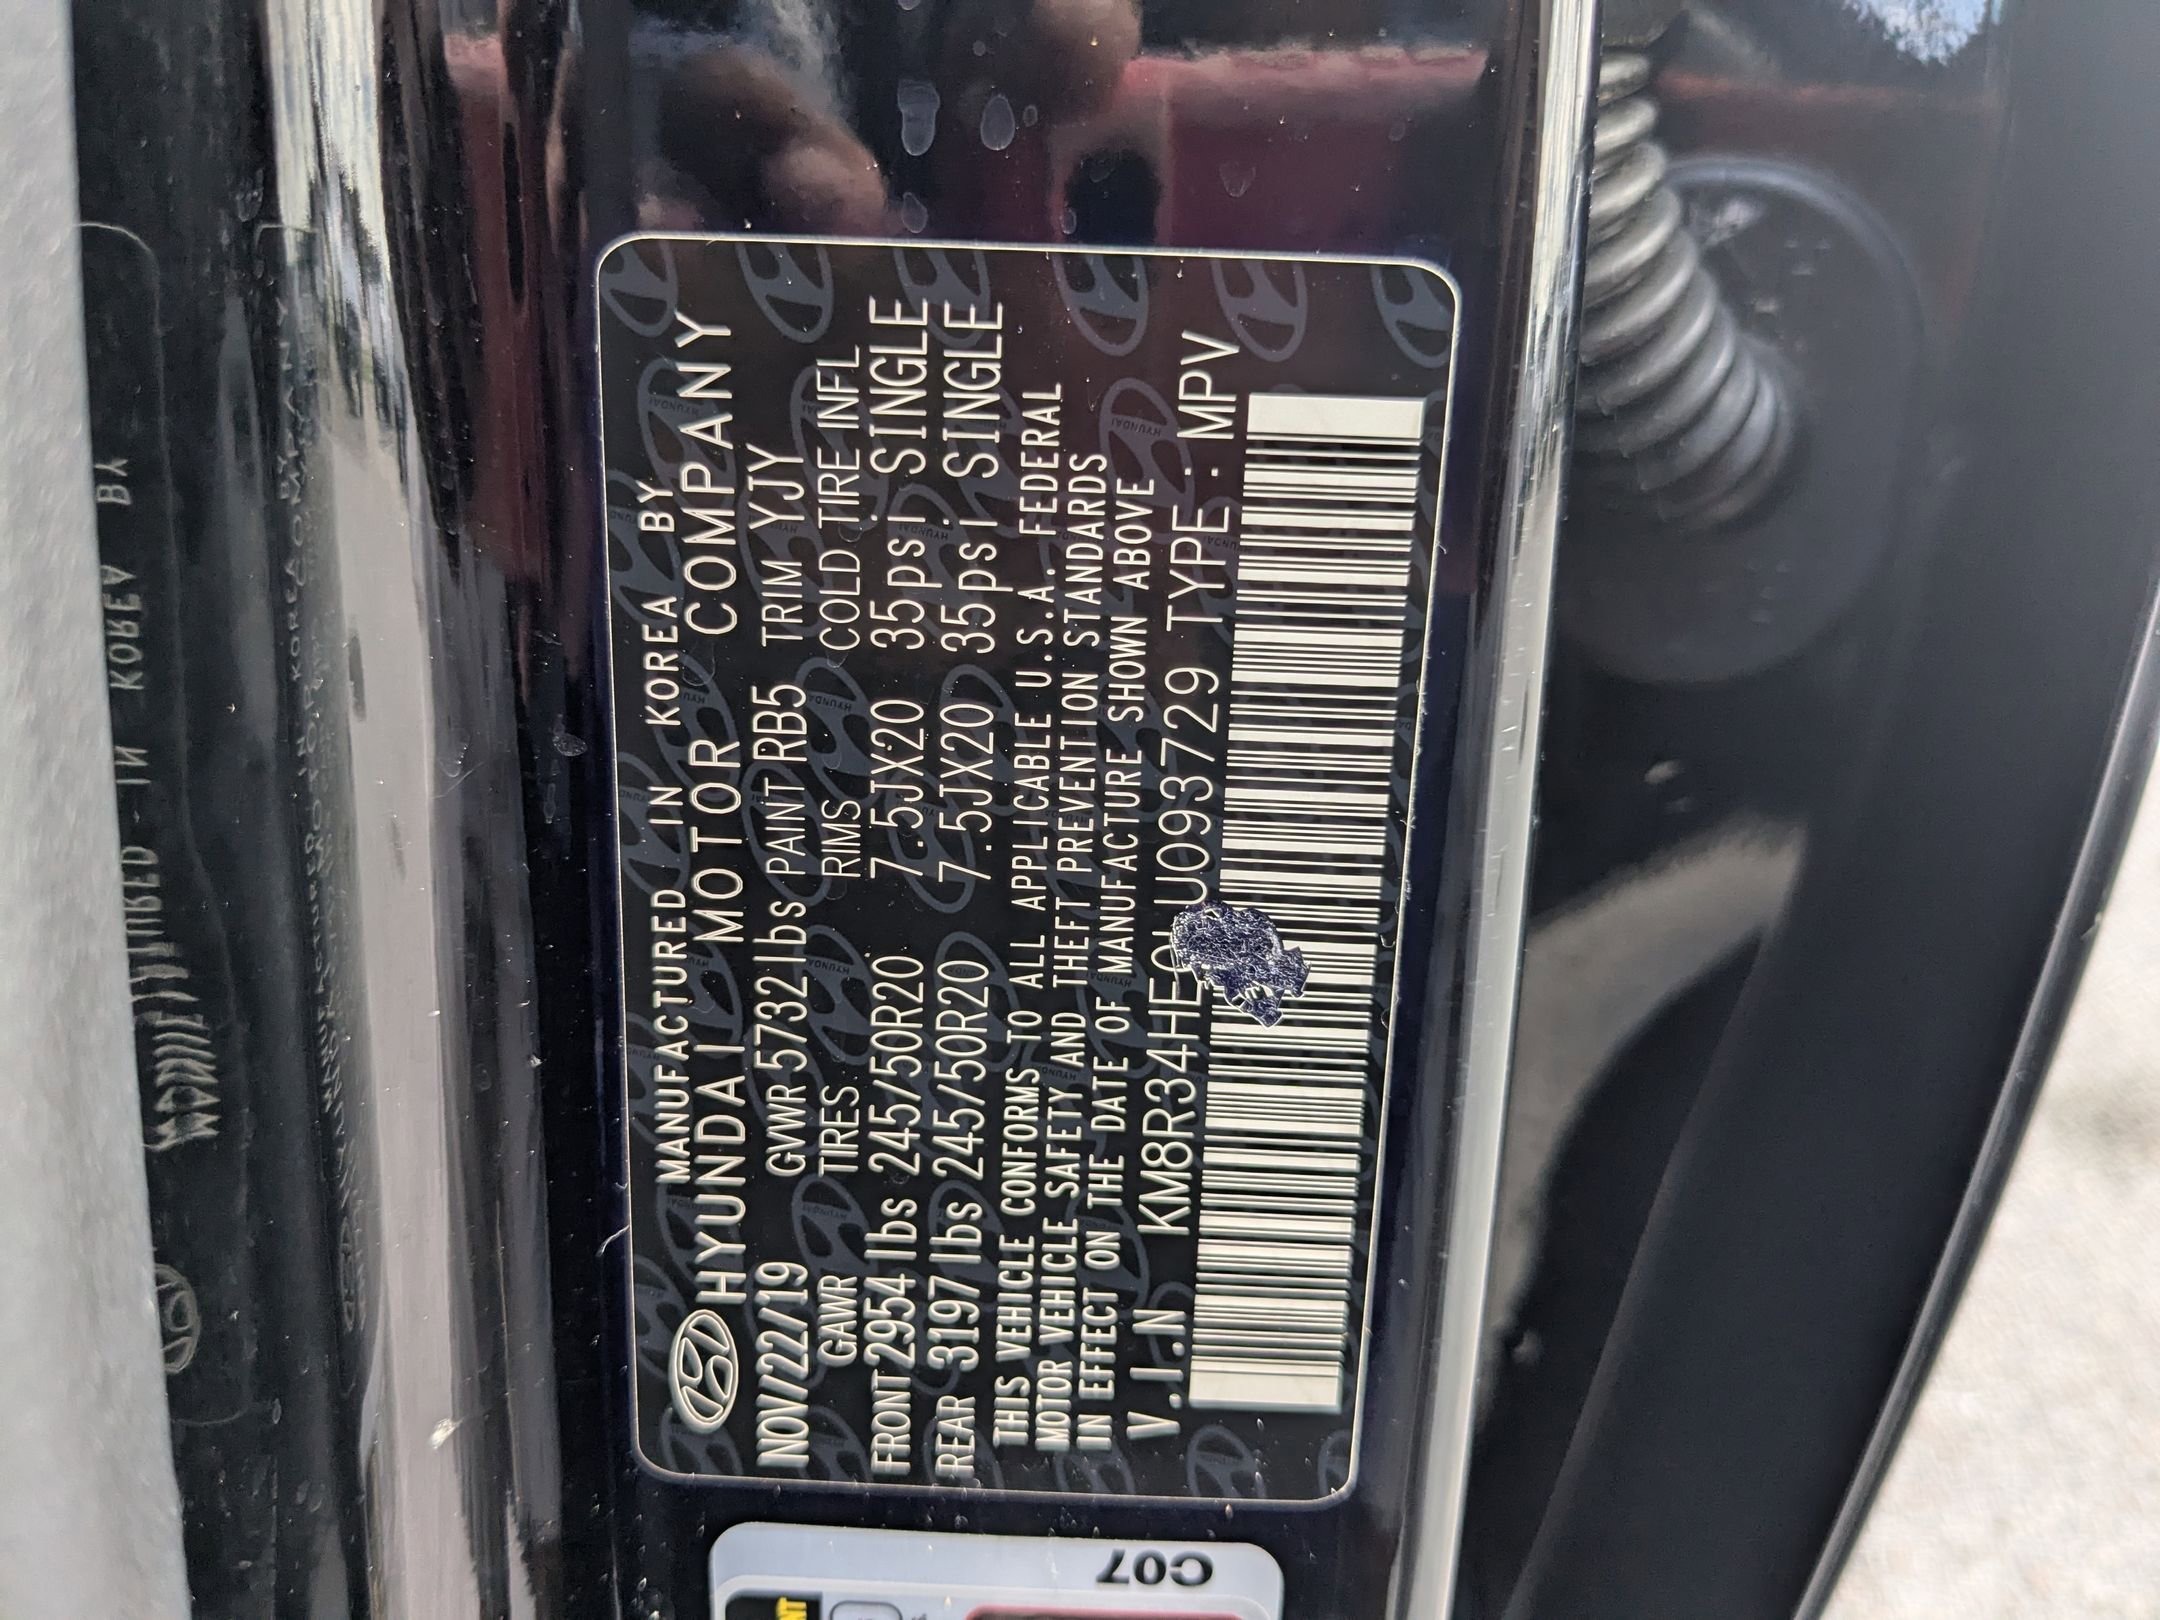 MANUFACTURED IN KOREA BY
HYUNDAI MOTOR COMPANY
NOV/22/19 GVWR 5732 lbs PAINT RB5 TRIM YJY
GAWR TIRES RIMS COLD TIRE INFL
FRONT 2954 lbs 245/50R20 7.5JX20 35psi SINGLE
REAR 3197 lbs 245/50R20 7.5JX20 35psi SINGLE
THIS VEHICLE CONFORMS TO ALL APPLICABLE U.S.A. FEDERAL
MOTOR VEHICLE SAFETY AND THEFT PREVENTION STANDARDS
IN EFFECT ON THE DATE OF MANUFACTURE SHOWN ABOVE
V.I.N KM8R34HE U093729 TYPE : MPV
C07